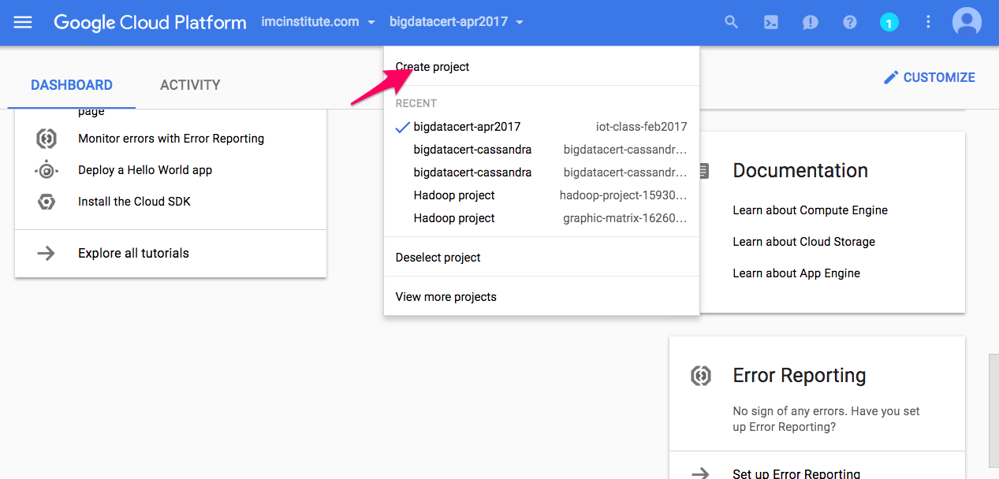 Google Cloud Platform
imcinstitute.com
bigdatacert-apr2017
1
DASHBOARD
ACTIVITY
CUSTOMIZE
page
Monitor errors with Error Reporting
Deploy a Hello World app
Install the Cloud SDK
Explore all tutorials
Create project
RECENT
bigdatacert-apr2017 iot-class-feb2017
bigdatacert-cassandra bigdatacert-cassandr...
bigdatacert-cassandra bigdatacert-cassandr...
Hadoop project hadoop-project-15930...
Hadoop project graphic-matrix-16260...
Deselect project
View more projects
Documentation
Learn about Compute Engine
Learn about Cloud Storage
Learn about App Engine
Error Reporting
No sign of any errors. Have you set
up Error Reporting?
Set up Error Reporting